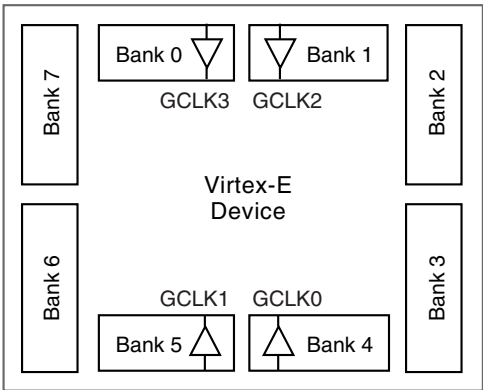 Bank 0
Bank 1
GCLK3
GCLK2
Bank 7
Bank 2
Virtex-E
Device
Bank 6
Bank 3
GCLK1
GCLK0
Bank 5
Bank 4